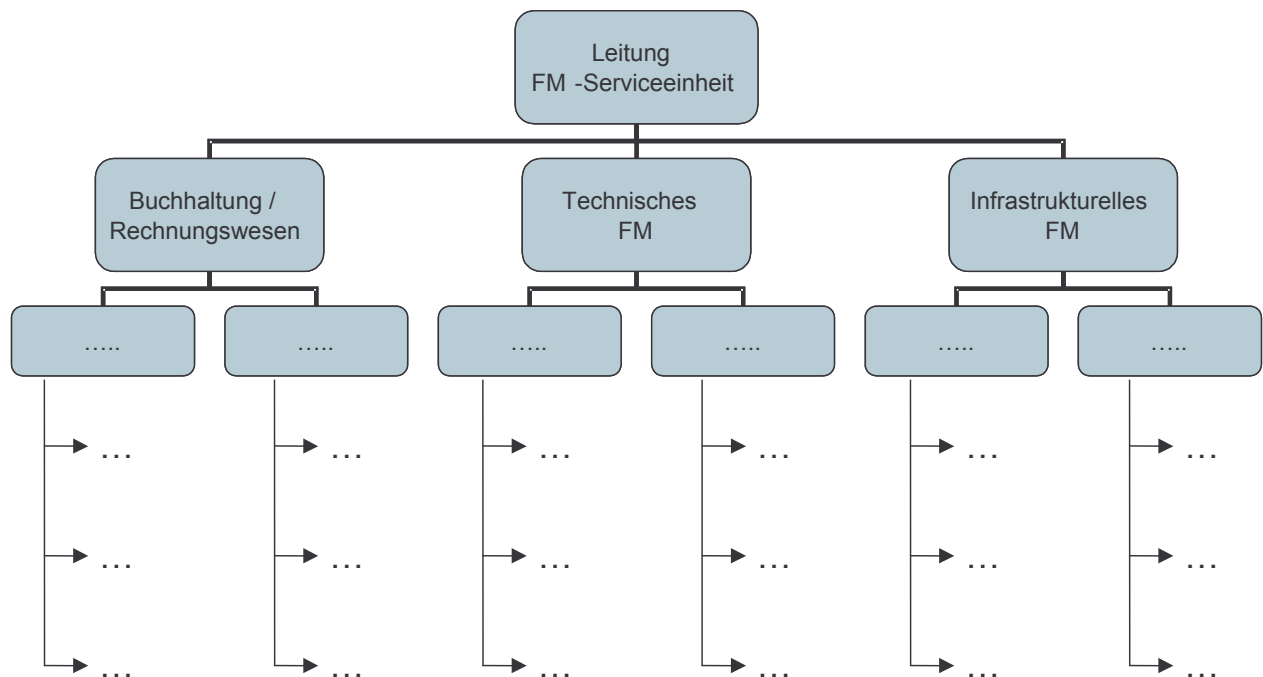 Leitung
FM -Serviceeinheit
Buchhaltung /
Rechnungswesen
Technisches
FM
Infrastrukturelles
FM
….. ….. ….. ….. ….. …..
... ... ... ... ... ...
... ... ... ... ... ...
... ... ... ... ... ...